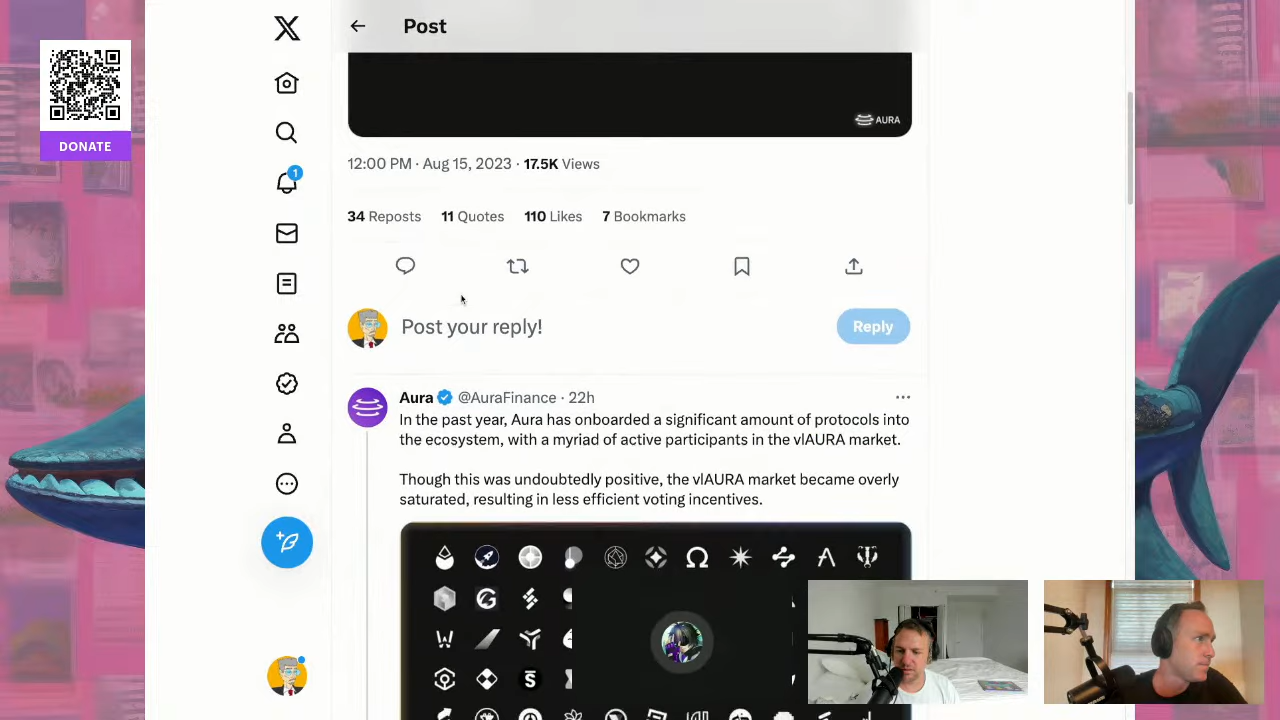 Post
DONATE
AURA
12:00 PM · Aug 15, 2023 · 17.5K Views
34 Reposts 11 Quotes 110 Likes 7 Bookmarks
1
Post your reply!
Reply
Aura @AuraFinance · 22h
In the past year, Aura has onboarded a significant amount of protocols into
the ecosystem, with a myriad of active participants in the vlAURA market.
Though this was undoubtedly positive, the vlAURA market became overly
saturated, resulting in less efficient voting incentives.